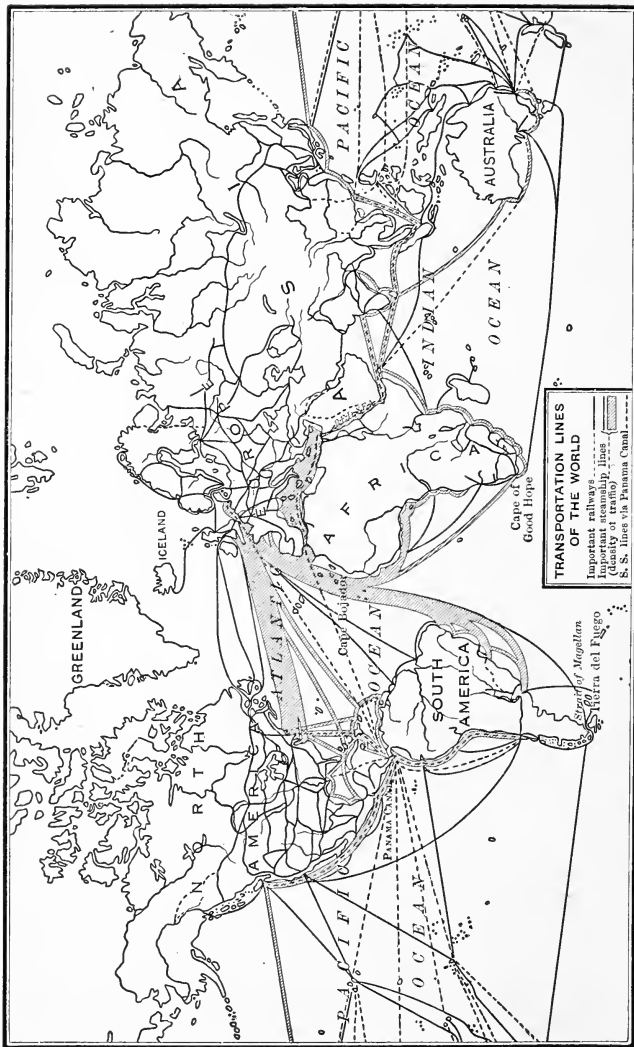 GREENLAND
ICELAND
NORTH
AMERICA
ATLANTIC
OCEAN
EUROPE
ASIA
AFRICA
PACIFIC
OCEAN
PACIFIC
OCEAN
INDIAN
OCEAN
AUSTRALIA
SOUTH
AMERICA
PANAMA CANAL
Cape Bojador
Cape of
Good Hope
Strait of Magellan
Tierra del Fuego
TRANSPORTATION LINES
OF THE WORLD
Important railways
Important steamship lines
(density of traffic)
S. S. lines via Panama Canal